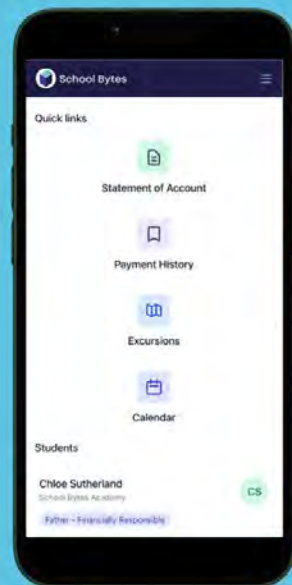 School Bytes
Quick links
Statement of Account
Payment History
Excursions
Calendar
Students
Chloe Sutherland
School Bytes Academy
CS
Father - Financially Responsible